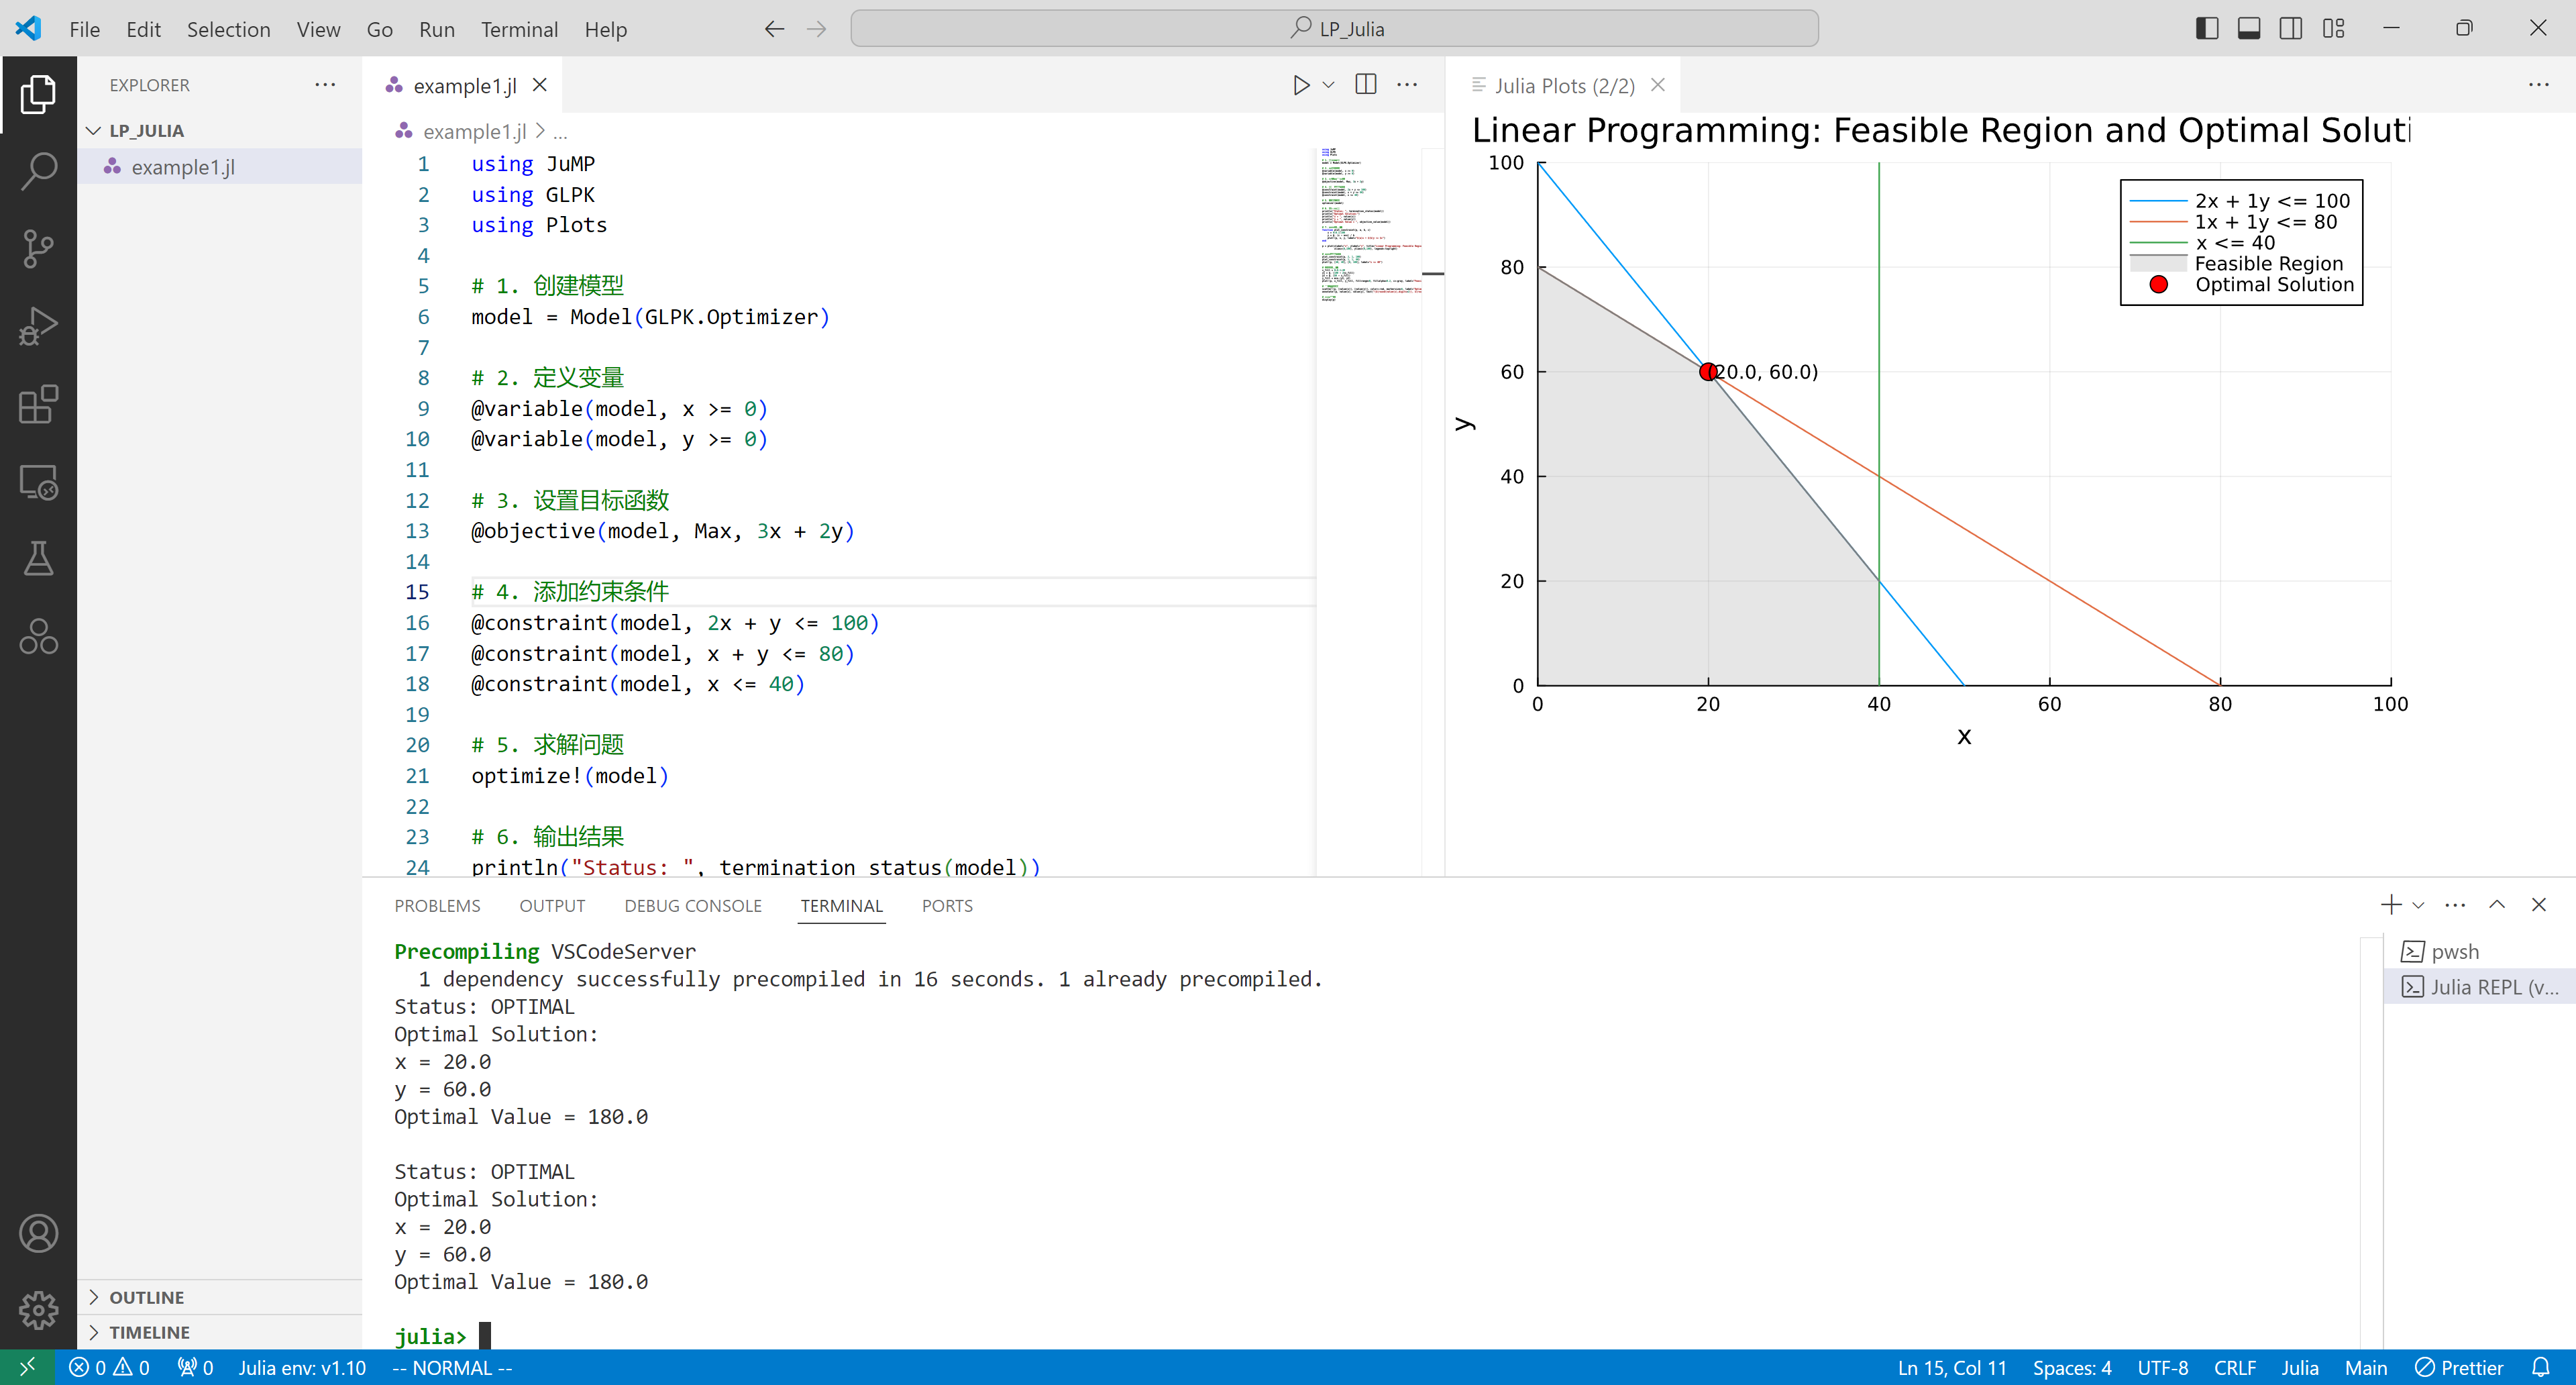 File Edit Selection View Go Run Terminal Help
LP_Julia
EXPLORER
LP_JULIA
example1.jl
OUTLINE
TIMELINE
example1.jl
example1.jl > ...
1 using JuMP
2 using GLPK
3 using Plots
4
5 # 1. 创建模型
6 model = Model(GLPK.Optimizer)
7
8 # 2. 定义变量
9 @variable(model, x >= 0)
10 @variable(model, y >= 0)
11
12 # 3. 设置目标函数
13 @objective(model, Max, 3x + 2y)
14
15 # 4. 添加约束条件
16 @constraint(model, 2x + y <= 100)
17 @constraint(model, x + y <= 80)
18 @constraint(model, x <= 40)
19
20 # 5. 求解问题
21 optimize!(model)
22
23 # 6. 输出结果
24 println("Status: ", termination_status(model))
Julia Plots (2/2)
Linear Programming: Feasible Region and Optimal Soluti
100
80
60
40
20
0
y
2x + 1y <= 100
1x + 1y <= 80
x <= 40
Feasible Region
Optimal Solution
(20.0, 60.0)
0 20 40 60 80 100
x
PROBLEMS OUTPUT DEBUG CONSOLE TERMINAL PORTS
Precompiling VSCodeServer
1 dependency successfully precompiled in 16 seconds. 1 already precompiled.
Status: OPTIMAL
Optimal Solution:
x = 20.0
y = 60.0
Optimal Value = 180.0
Status: OPTIMAL
Optimal Solution:
x = 20.0
y = 60.0
Optimal Value = 180.0
julia>
pwsh
Julia REPL (v...
0 0 0 Julia env: v1.10 -- NORMAL -- Ln 15, Col 11 Spaces: 4 UTF-8 CRLF Julia Main Prettier